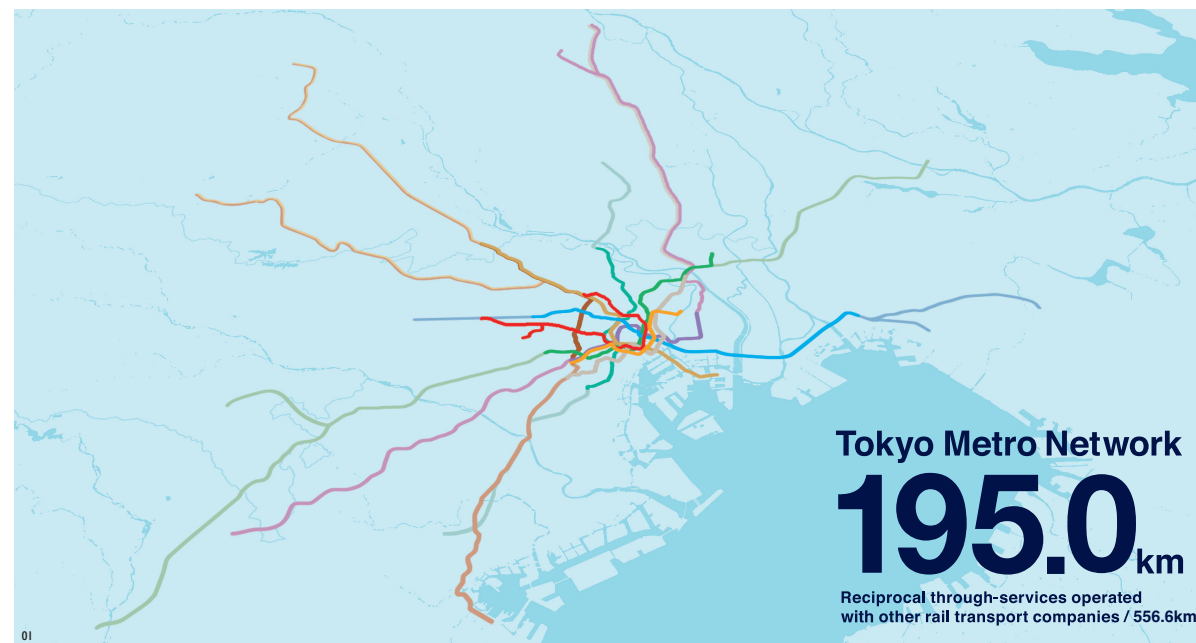 Tokyo Metro Network
195.0km
Reciprocal through-services operated
with other rail transport companies / 556.6km
01